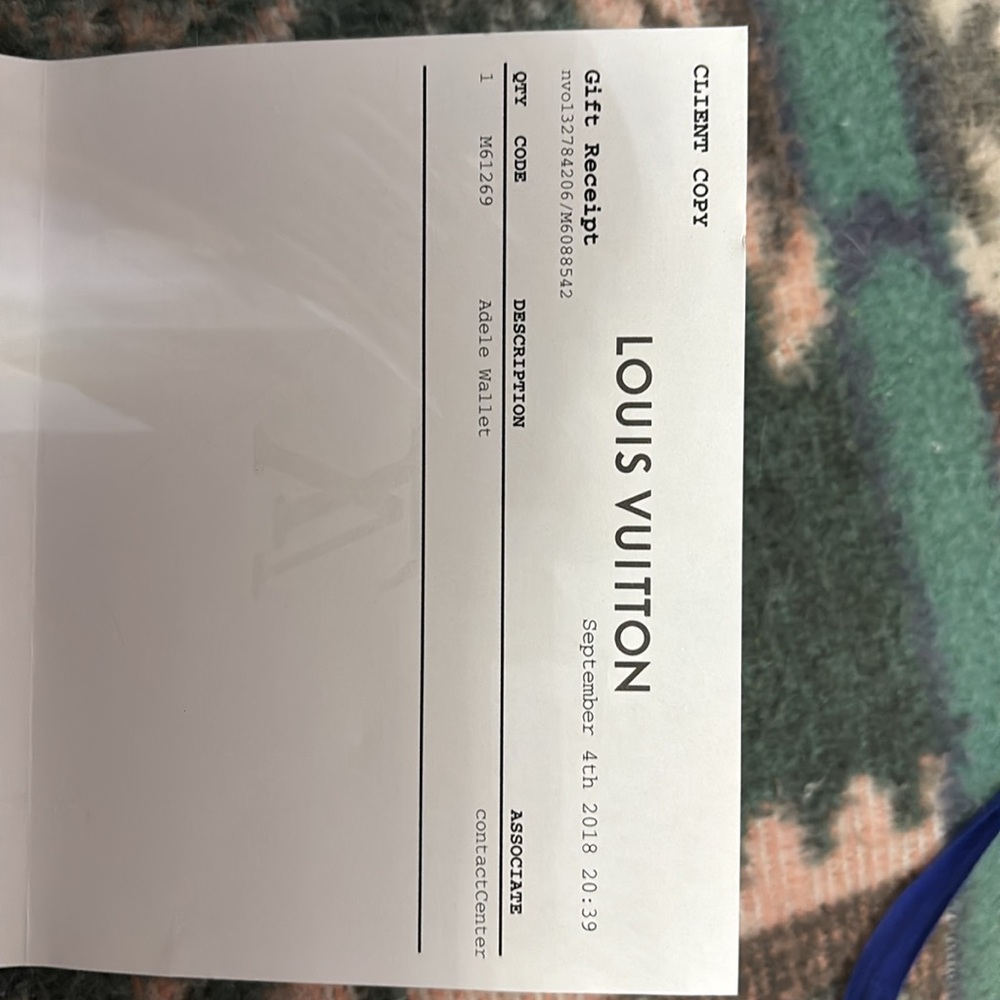 CLIENT COPY
LOUIS VUITTON
Gift Receipt September 4th 2018 20:39
nvo132784206/M6088542
QTY CODE DESCRIPTION ASSOCIATE
1 M61269 Adele Wallet contactCenter
LV